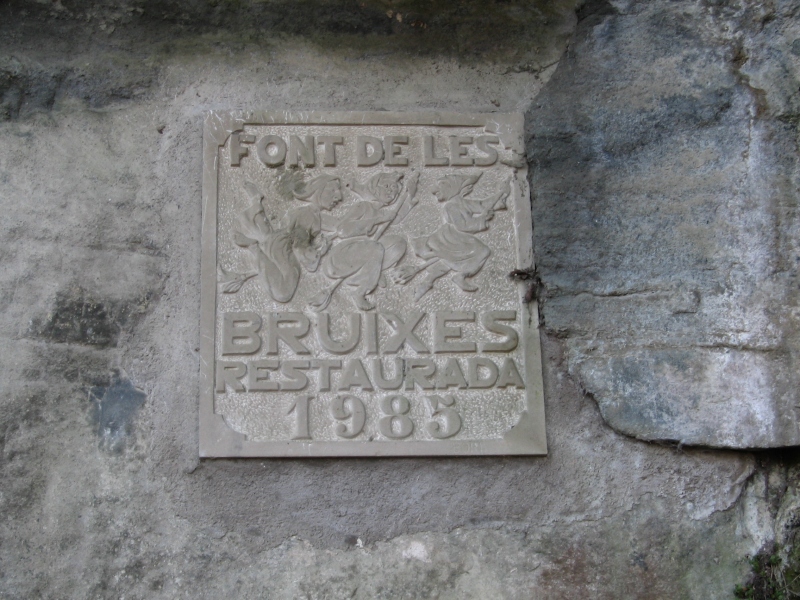 FONT DE LES
BRUIXES
RESTAURADA
1985